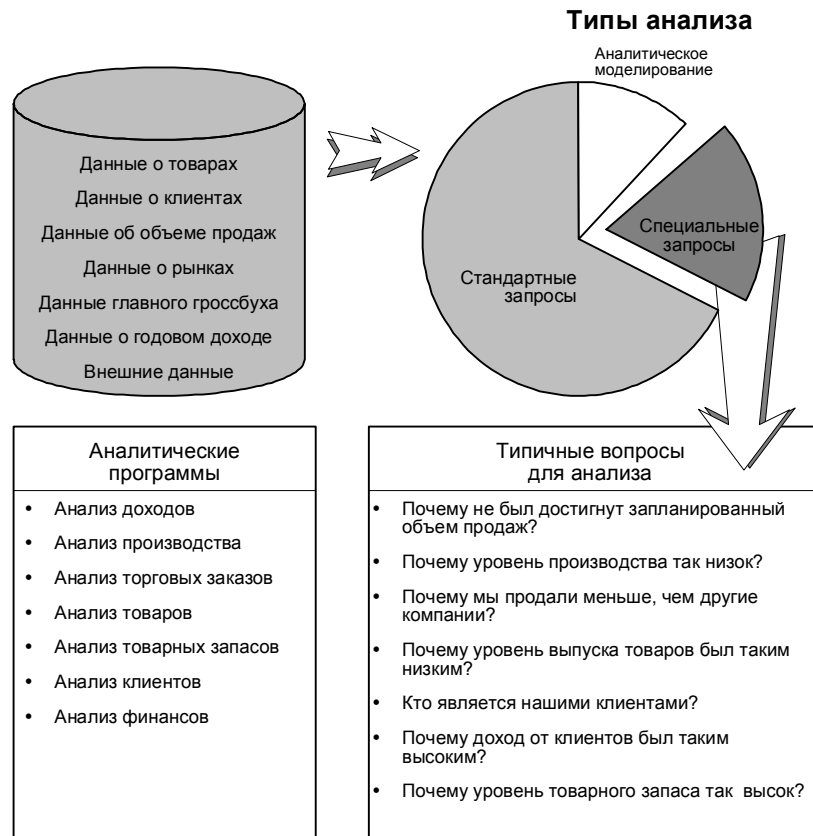 Типы анализа
Аналитическое
моделирование
Данные о товарах
Данные о клиентах
Данные об объеме продаж
Данные о рынках
Данные главного гроссбуха
Данные о годовом доходе
Внешние данные
Специальные
запросы
Стандартные
запросы
Аналитические
программы
• Анализ доходов
• Анализ производства
• Анализ торговых заказов
• Анализ товаров
• Анализ товарных запасов
• Анализ клиентов
• Анализ финансов
Типичные вопросы
для анализа
• Почему не был достигнут запланированный
объем продаж?
• Почему уровень производства так низок?
• Почему мы продали меньше, чем другие
компании?
• Почему уровень выпуска товаров был таким
низким?
• Кто является нашими клиентами?
• Почему доход от клиентов был таким
высоким?
• Почему уровень товарного запаса так высок?